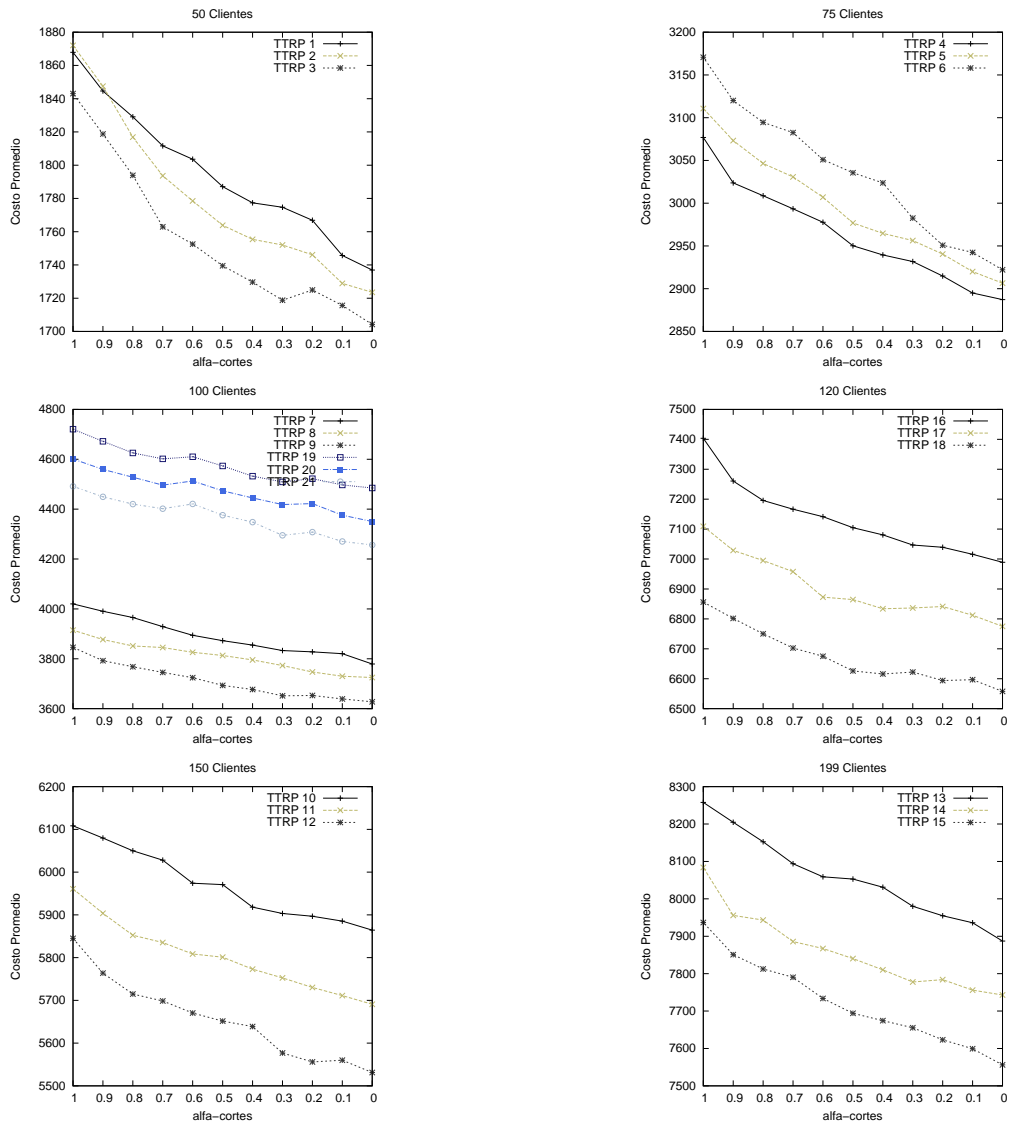 50 Clientes
1880
1860
1840
1820
1800
1780
1760
1740
1720
1700
Costo Promedio
TTRP 1
TTRP 2
TTRP 3
1 0.9 0.8 0.7 0.6 0.5 0.4 0.3 0.2 0.1 0
alfa−cortes
75 Clientes
3200
3150
3100
3050
3000
2950
2900
2850
Costo Promedio
TTRP 4
TTRP 5
TTRP 6
1 0.9 0.8 0.7 0.6 0.5 0.4 0.3 0.2 0.1 0
alfa−cortes
100 Clientes
4800
4600
4400
4200
4000
3800
3600
Costo Promedio
TTRP 7
TTRP 8
TTRP 9
TTRP 19
TTRP 20
TTRP 21
1 0.9 0.8 0.7 0.6 0.5 0.4 0.3 0.2 0.1 0
alfa−cortes
120 Clientes
7500
7400
7300
7200
7100
7000
6900
6800
6700
6600
6500
Costo Promedio
TTRP 16
TTRP 17
TTRP 18
1 0.9 0.8 0.7 0.6 0.5 0.4 0.3 0.2 0.1 0
alfa−cortes
150 Clientes
6200
6100
6000
5900
5800
5700
5600
5500
Costo Promedio
TTRP 10
TTRP 11
TTRP 12
1 0.9 0.8 0.7 0.6 0.5 0.4 0.3 0.2 0.1 0
alfa−cortes
199 Clientes
8300
8200
8100
8000
7900
7800
7700
7600
7500
Costo Promedio
TTRP 13
TTRP 14
TTRP 15
1 0.9 0.8 0.7 0.6 0.5 0.4 0.3 0.2 0.1 0
alfa−cortes